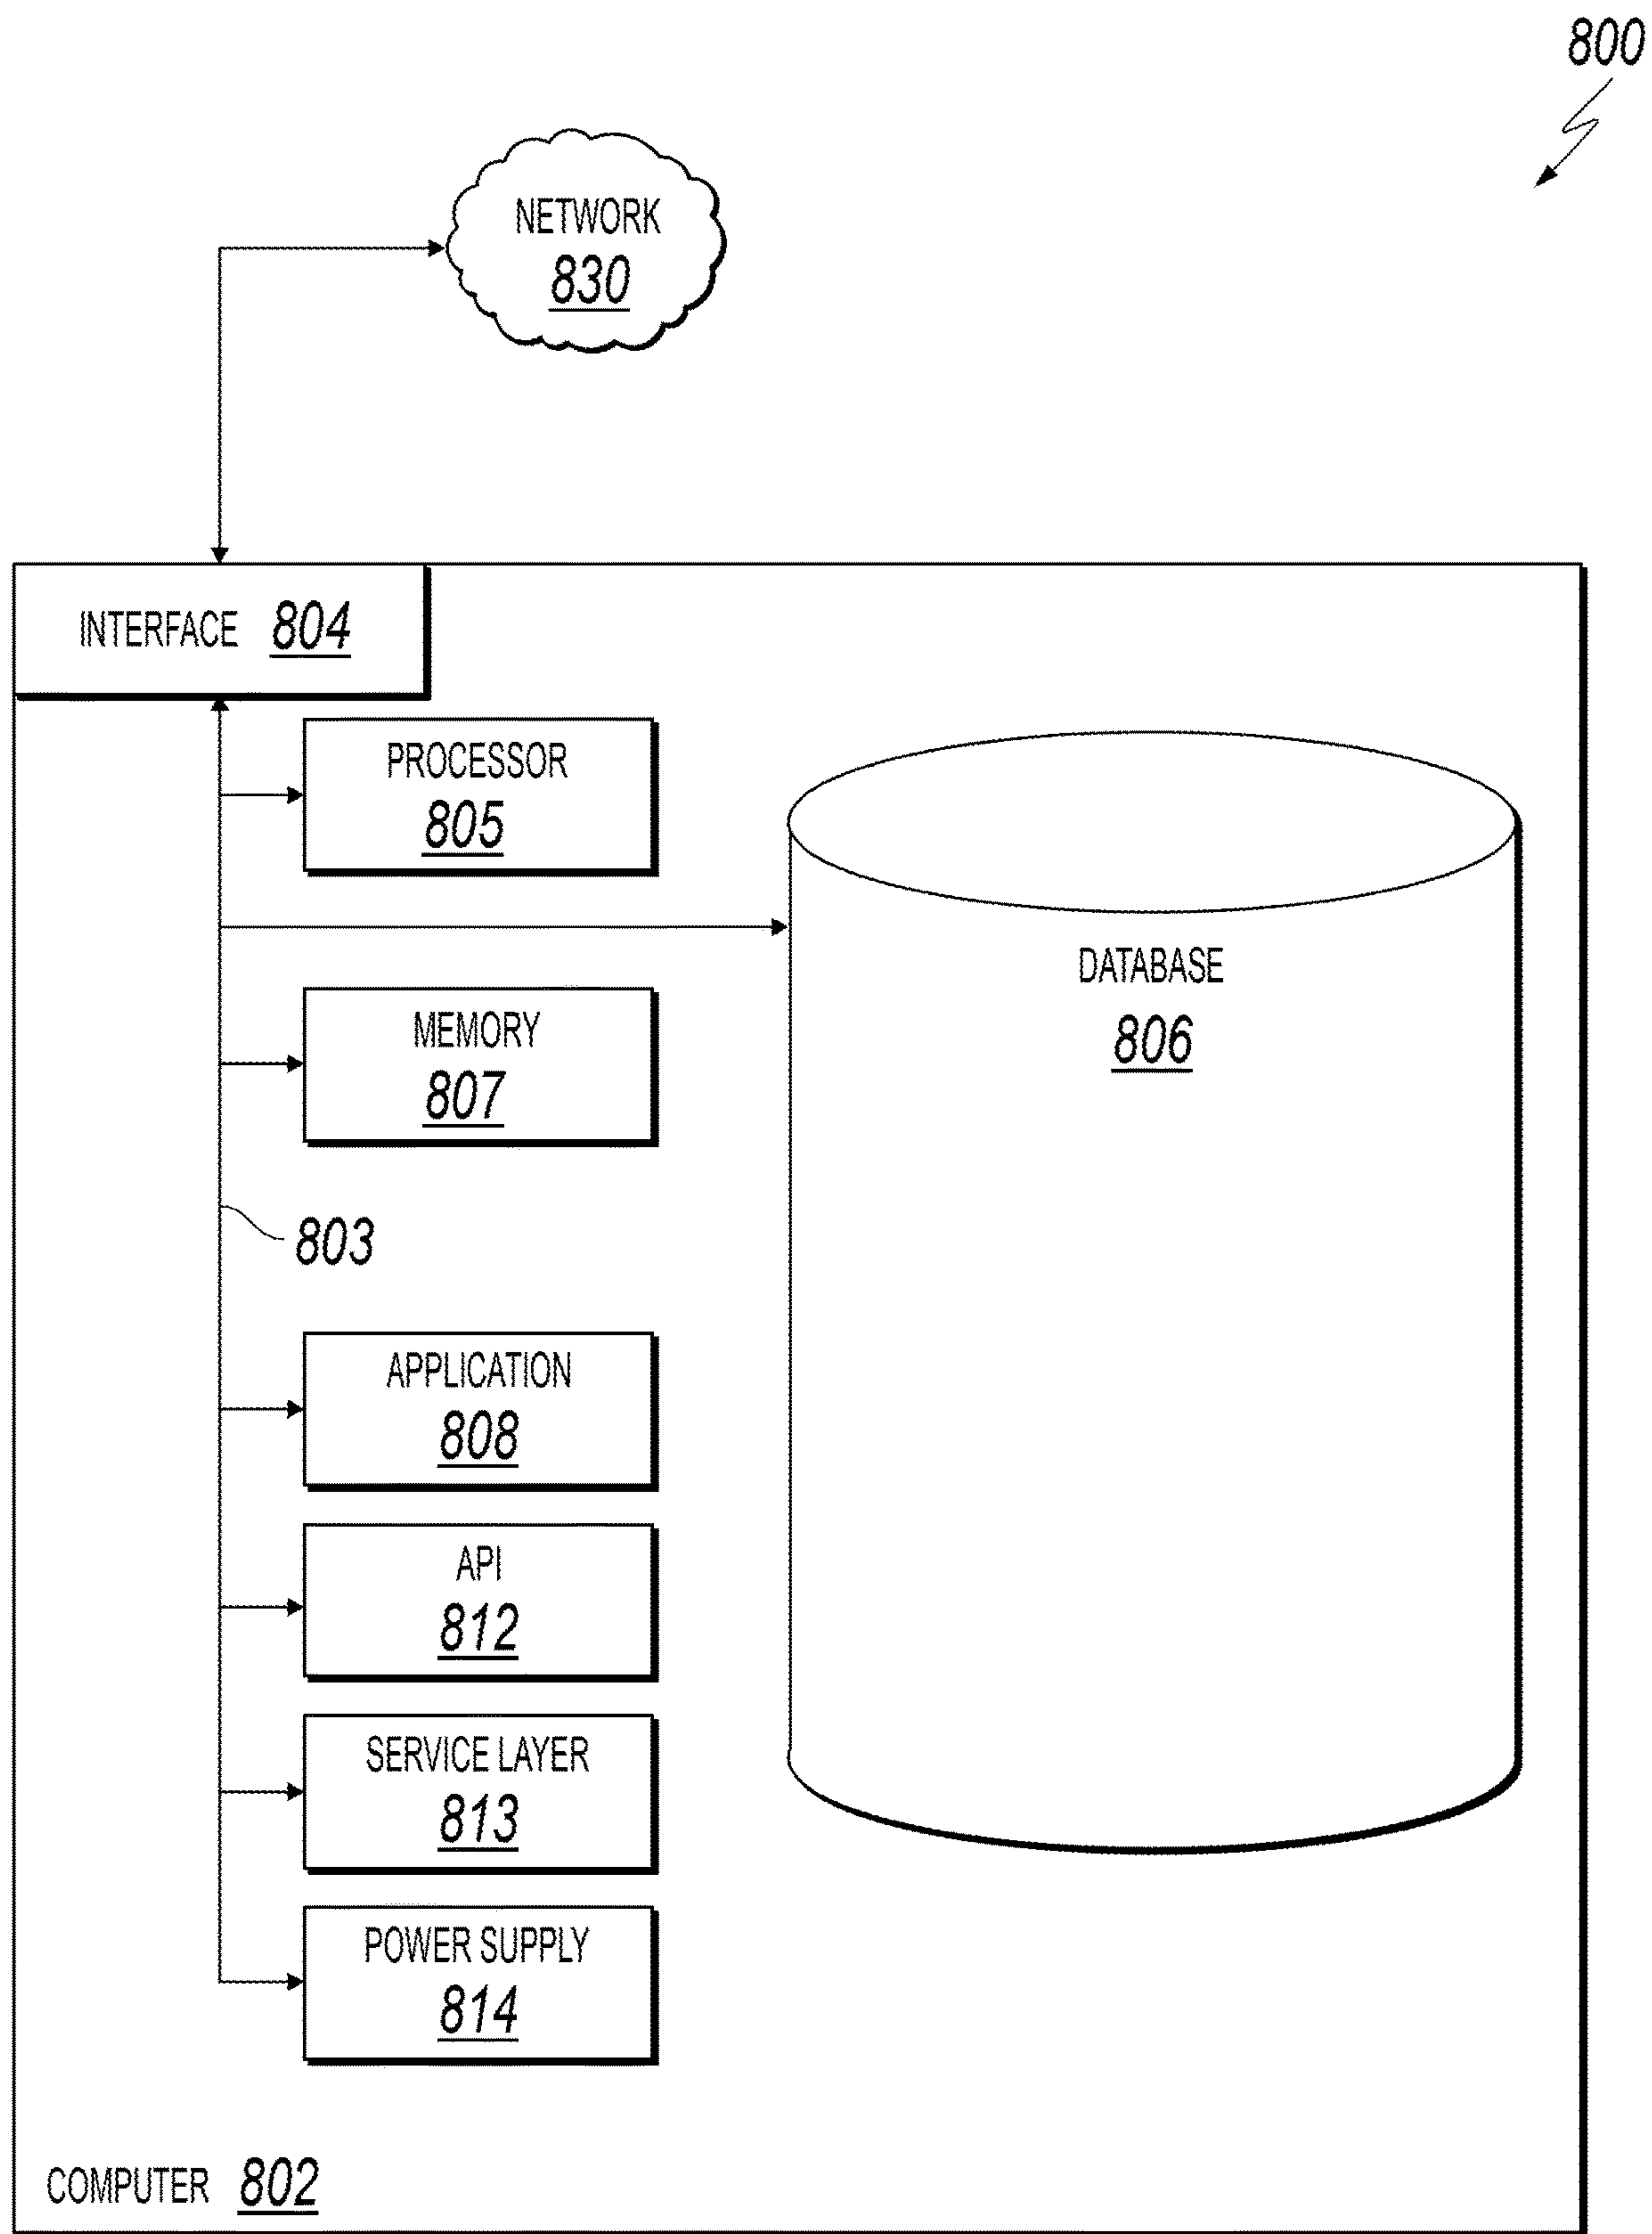 800
NETWORK
830
INTERFACE 804
PROCESSOR
805
DATABASE
806
MEMORY
807
803
APPLICATION
808
API
812
SERVICE LAYER
813
POWER SUPPLY
814
COMPUTER 802